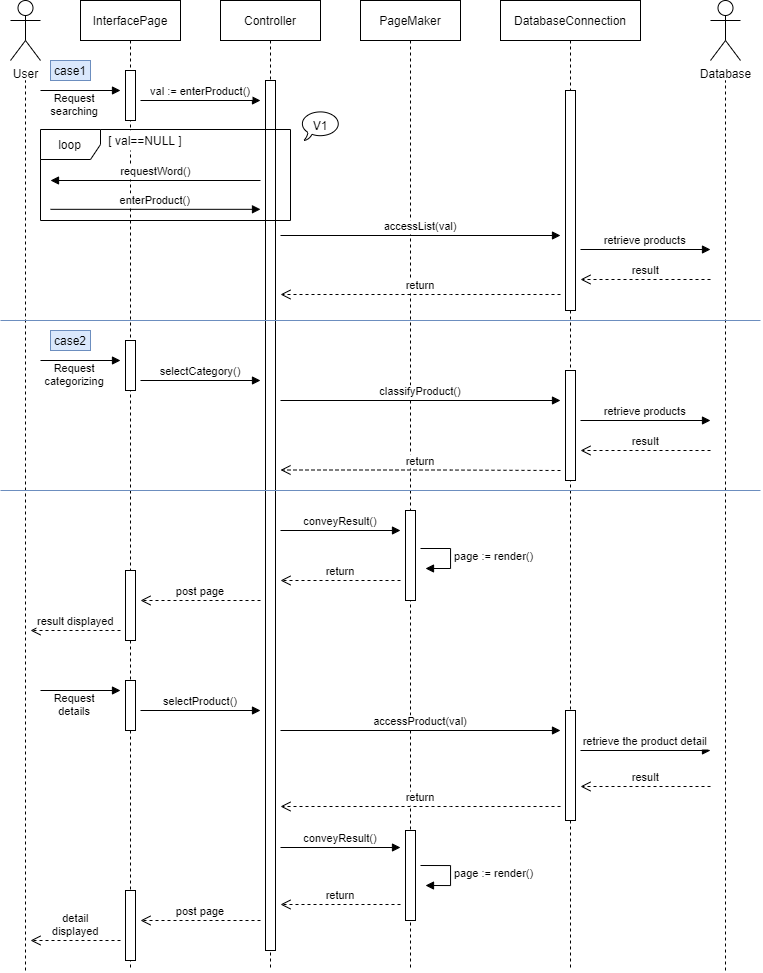 InterfacePage
Controller
PageMaker
DatabaseConnection
User
Database
case1
Request
searching
val := enterProduct()
V1
loop
[ val==NULL ]
requestWord()
enterProduct()
accessList(val)
retrieve products
result
return
case2
Request
categorizing
selectCategory()
classifyProduct()
retrieve products
result
return
conveyResult()
page := render()
return
post page
result displayed
Request
details
selectProduct()
accessProduct(val)
retrieve the product detail
result
return
conveyResult()
page := render()
return
post page
detail
displayed